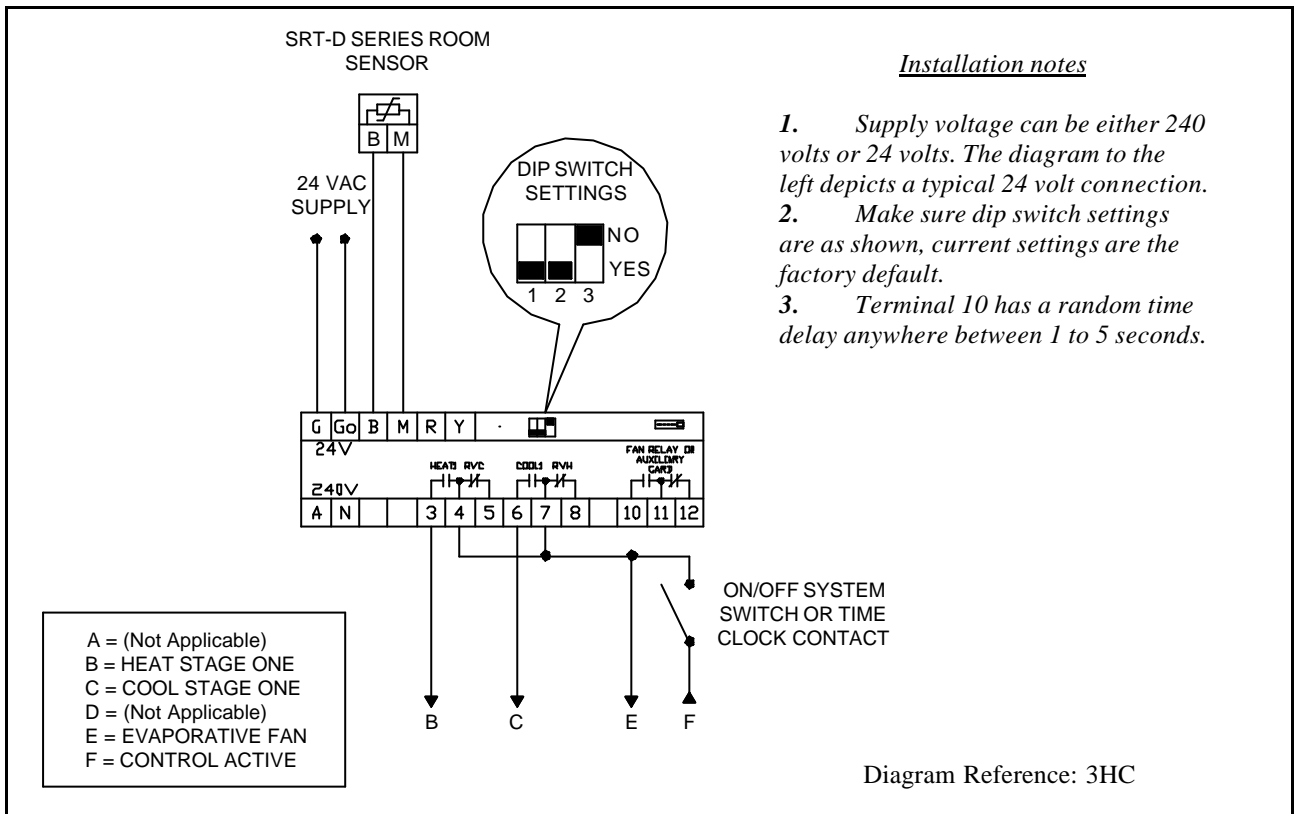 SRT-D SERIES ROOM
SENSOR
B M
24 VAC
SUPPLY
DIP SWITCH
SETTINGS
NO
YES
1 2 3
G Go B M R Y
24V
HEAT1 RVC
COOL1 RVH
FAN RELAY ON
AUXILIARY
CARD
240V
A N 3 4 5 6 7 8 10 11 12
ON/OFF SYSTEM
SWITCH OR TIME
CLOCK CONTACT
B C E F
A = (Not Applicable)
B = HEAT STAGE ONE
C = COOL STAGE ONE
D = (Not Applicable)
E = EVAPORATIVE FAN
F = CONTROL ACTIVE
Installation notes
1. Supply voltage can be either 240
volts or 24 volts. The diagram to the
left depicts a typical 24 volt connection.
2. Make sure dip switch settings
are as shown, current settings are the
factory default.
3. Terminal 10 has a random time
delay anywhere between 1 to 5 seconds.
Diagram Reference: 3HC